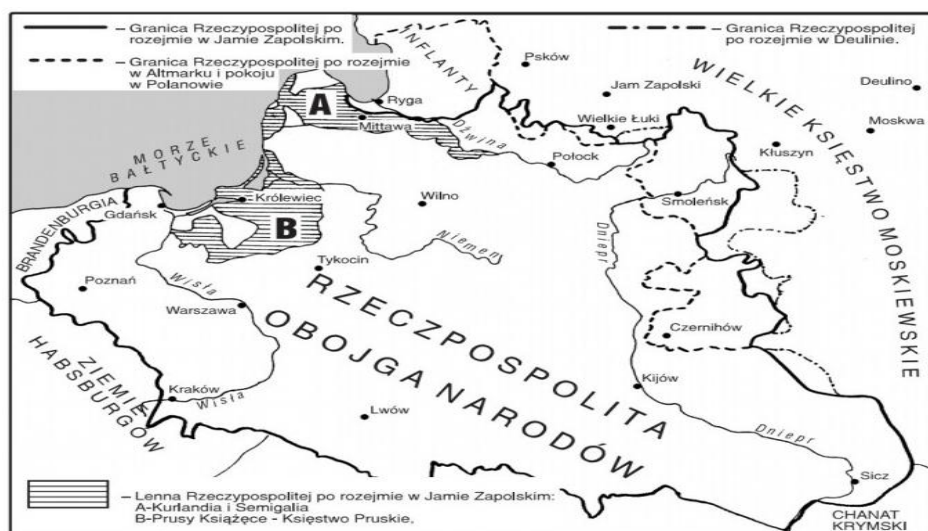 – Granica Rzeczypospolitej po
rozejmie w Jamie Zapolskim.
– Granica Rzeczypospolitej po rozejmie
w Altmarku i pokoju
w Polanowie
– Granica Rzeczypospolitej
po rozejmie w Deulinie.
INFLANTY
Psków
Jam Zapolski
Deulino
WIELKIE KSIĘSTWO MOSKIEWSKIE
A
Ryga
Mittawa
Dźwina
Wielkie Łuki
Moskwa
Kłuszyn
MORZE
BAŁTYCKIE
Połock
Królewiec
Wilno
Smoleńsk
BRANDENBURGIA
Gdańsk
B
Niemen
Dniepr
Tykocin
Poznań
Wisła
Warszawa
RZECZPOSPOLITA
OBOJGA NARODÓW
Czernihów
ZIEMIE
HABSBURGÓW
Kraków
Wisła
Lwów
Kijów
Dniepr
Sicz
– Lenna Rzeczypospolitej po rozejmie w Jamie Zapolskim:
A-Kurlandia i Semigalia
B-Prusy Książęce - Księstwo Pruskie,
CHANAT
KRYMSKI